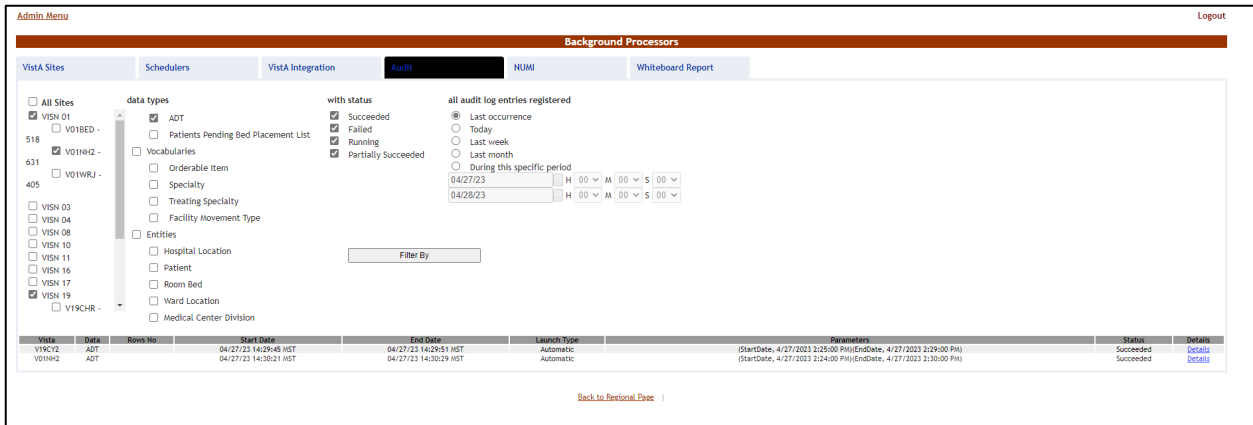 Admin Menu
Logout
Background Processors
VistA Sites
Schedulers
VistA Integration
Audit
NUMI
Whiteboard Report
All Sites
VISN 01
V01BED -
518
V01NH2 -
631
V01WRJ -
405
VISN 03
VISN 04
VISN 08
VISN 10
VISN 11
VISN 16
VISN 17
VISN 19
V19CHR -
data types
ADT
Patients Pending Bed Placement List
Vocabularies
Orderable Item
Specialty
Treating Specialty
Facility Movement Type
Entities
Hospital Location
Patient
Room Bed
Ward Location
Medical Center Division
with status
Succeeded
Failed
Running
Partially Succeeded
all audit log entries registered
Last occurrence
Today
Last week
Last month
During this specific period
04/27/23 H 00 M 00 S 00
04/28/23 H 00 M 00 S 00
Filter By
Vista Data Rows No Start Date End Date Launch Type Parameters Status Details
V19CY2 ADT 04/27/23 14:29:45 MST 04/27/23 14:29:51 MST Automatic (StartDate, 4/27/2023 2:25:00 PM)(EndDate, 4/27/2023 2:29:00 PM) Succeeded Details
V01NH2 ADT 04/27/23 14:30:21 MST 04/27/23 14:30:29 MST Automatic (StartDate, 4/27/2023 2:24:00 PM)(EndDate, 4/27/2023 2:30:00 PM) Succeeded Details
Back to Regional Page |